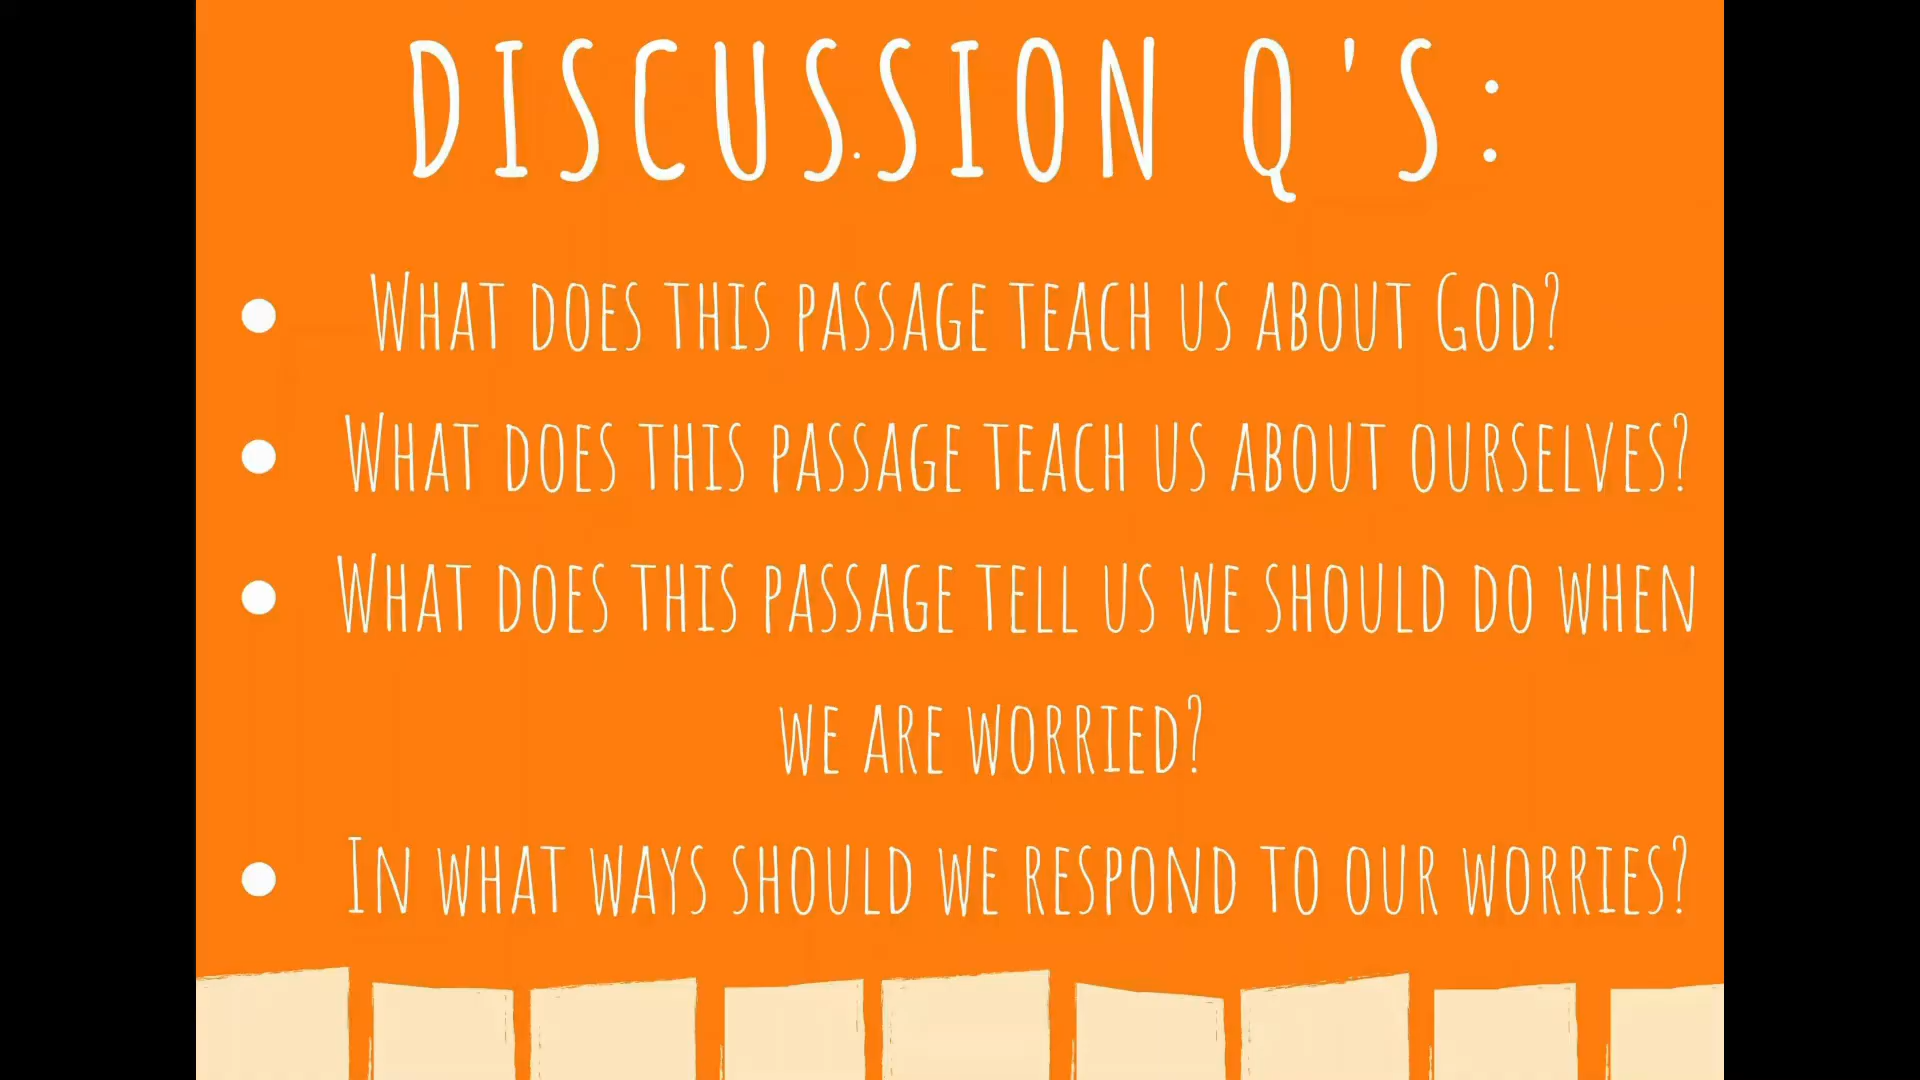 DISCUSSION Q'S:
• WHAT DOES THIS PASSAGE TEACH US ABOUT GOD?
• WHAT DOES THIS PASSAGE TEACH US ABOUT OURSELVES?
• WHAT DOES THIS PASSAGE TELL US WE SHOULD DO WHEN
WE ARE WORRIED?
• IN WHAT WAYS SHOULD WE RESPOND TO OUR WORRIES?